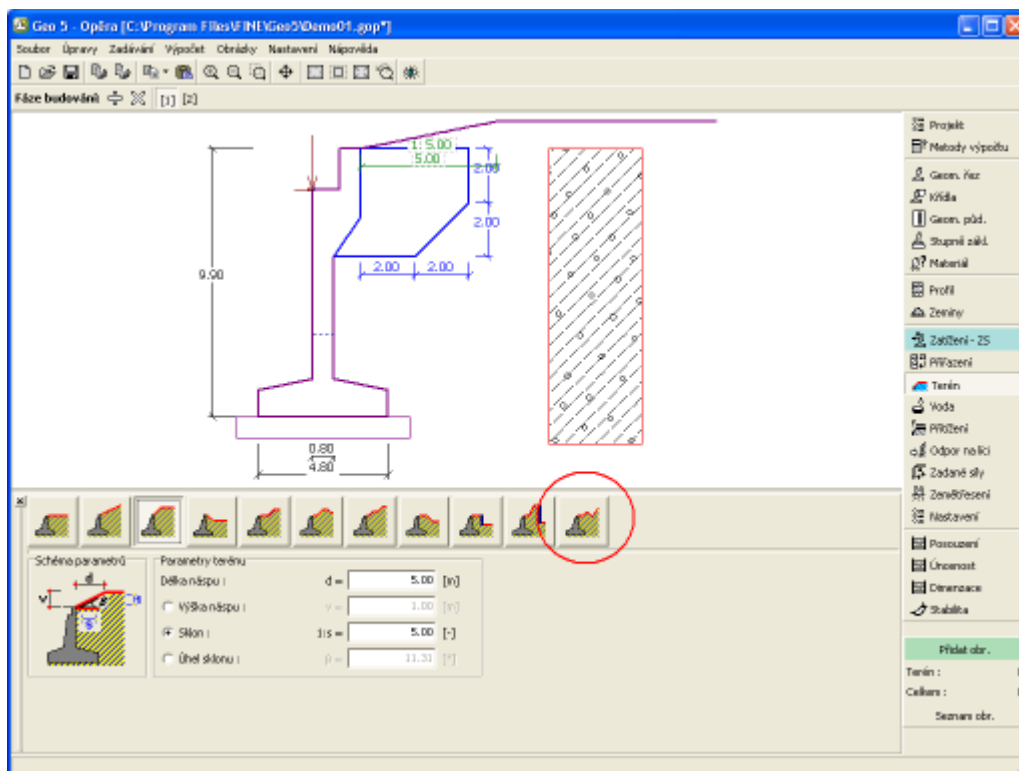 Geo 5 - Opěra [C:\Program Files\FINE\Geo5\Demo01.gop*]
Soubor Úpravy Zadávání Výpočet Obrázky Nastavení Nápověda
Fáze budování: [1] [2]
1: 5.00
5.00
2.00
2.00
2.00 2.00
9.90
0.80
4.80
Projekt
Metody výpočtu
Geom. řez
Křídla
Geom. půd.
Stupně zákl.
Materiál
Profil
Zeminy
Zatížení - ZS
Přiřazení
Terén
Voda
Přitížení
Odpor na líci
Zadané síly
Zemětřesení
Nastavení
Posouzení
Únosnost
Dimenzace
Stabilita
Přidat obr.
Terén :
Celkem :
Seznam obr.
Schéma parametrů
d
v
Parametry terénu
Délka náspu : d = 5.00 [m]
Výška náspu : v = 1.00 [m]
Sklon : 1:s = 5.00 [-]
Úhel sklonu : β = 11.31 [°]